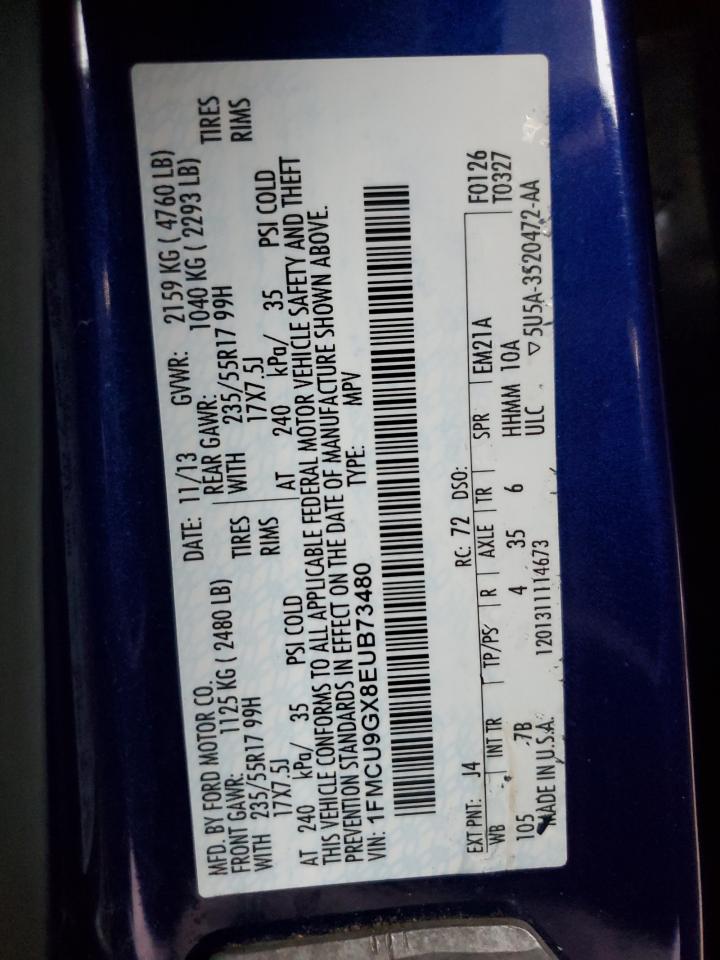 MFD. BY FORD MOTOR CO. DATE: 11/13 GVWR: 2159 KG ( 4760 LB)
FRONT GAWR: 1125 KG ( 2480 LB) REAR GAWR: 1040 KG ( 2293 LB)
WITH 235/55R17 99H TIRES WITH 235/55R17 99H TIRES
17X7.5J RIMS 17X7.5J RIMS
AT 240 kPa/ 35 PSI COLD AT 240 kPa/ 35 PSI COLD
THIS VEHICLE CONFORMS TO ALL APPLICABLE FEDERAL MOTOR VEHICLE SAFETY AND THEFT
PREVENTION STANDARDS IN EFFECT ON THE DATE OF MANUFACTURE SHOWN ABOVE.
VIN: 1FMCU9GX8EUB73480 TYPE: MPV
EXT PNT: J4 RC: 72 DSO: F0126
WB INT TR TP/PS R AXLE TR SPR EM21A T0327
105 7B 4 35 6 HHMM 10A
MADE IN U.S.A. 1201311114673 ULC ▽5U5A-3520472-AA